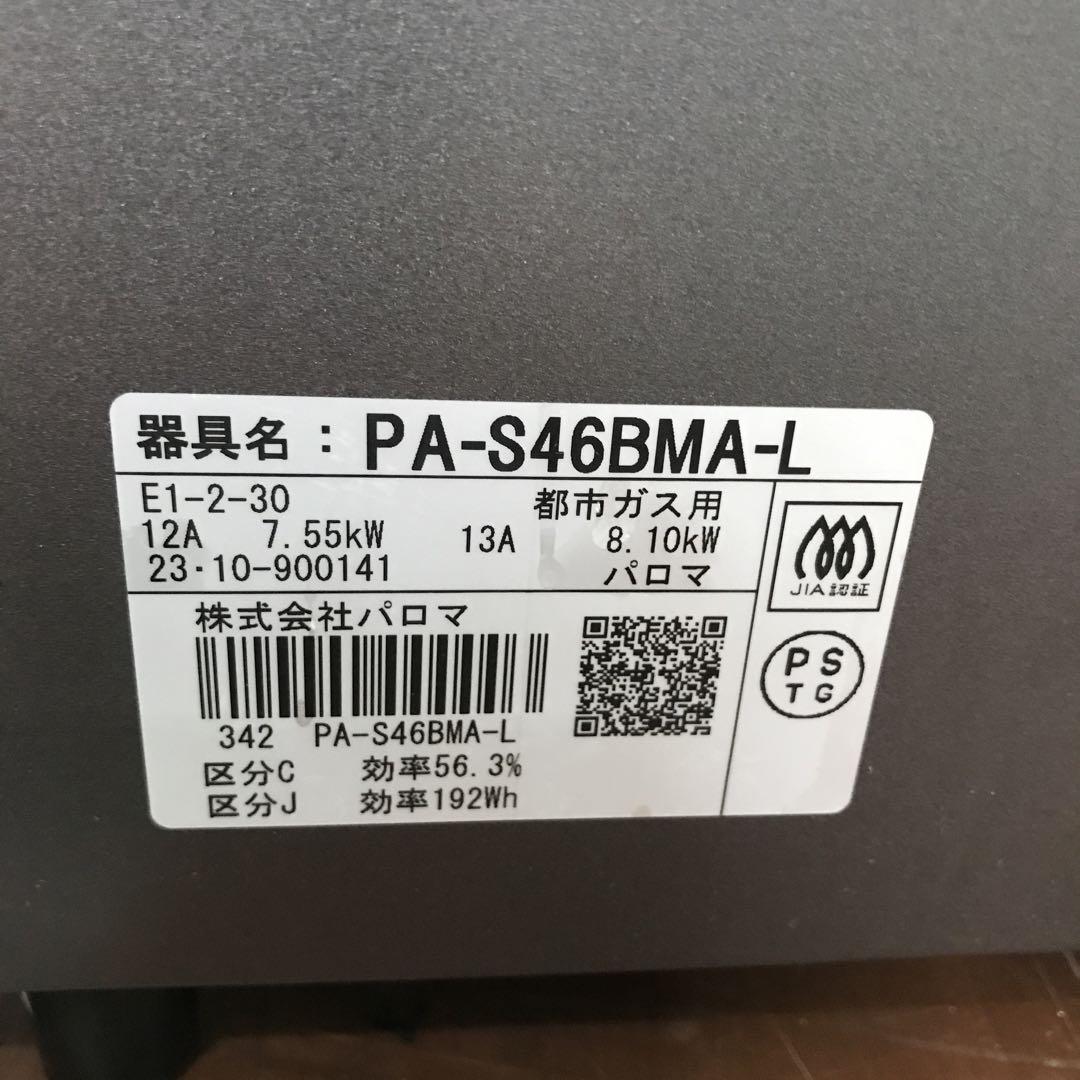 器具名：PA-S46BMA-L
E1-2-30 都市ガス用
12A 7.55kW 13A 8.10kW
23・10-900141 パロマ
JIA認証
株式会社パロマ
PS
TG
342 PA-S46BMA-L
区分C 効率56.3%
区分J 効率192Wh